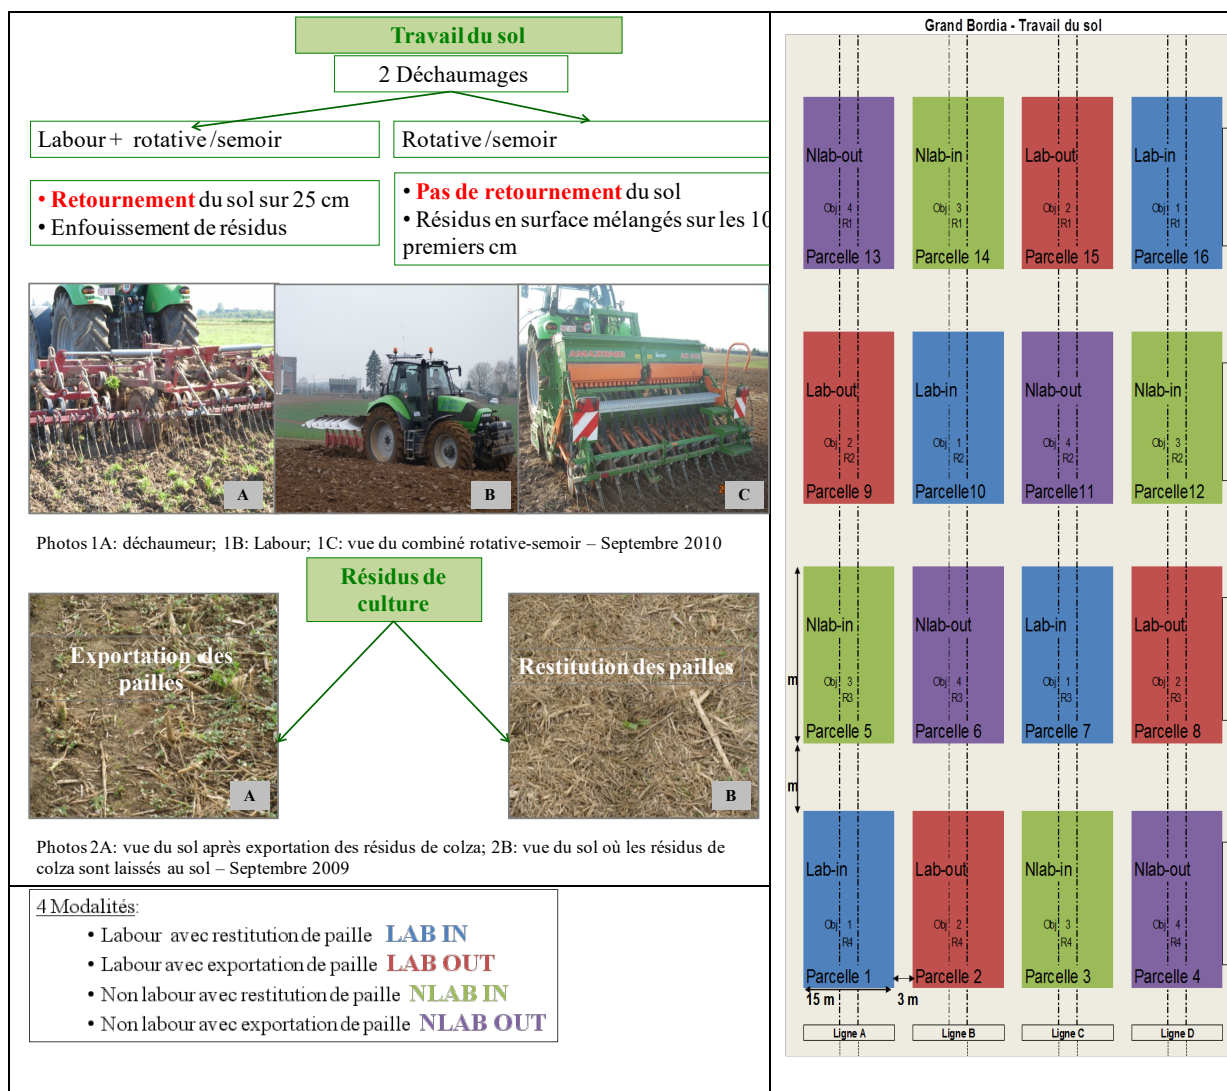 Travail du sol
2 Déchaumages
Labour + rotative /semoir
Rotative /semoir
• Retournement du sol sur 25 cm
• Enfouissement de résidus
• Pas de retournement du sol
• Résidus en surface mélangés sur les 10
premiers cm
A
B
AMAZONE
C
Photos 1A: déchaumeur; 1B: Labour; 1C: vue du combiné rotative-semoir – Septembre 2010
Résidus de
culture
Exportation des
pailles
A
Restitution des pailles
B
Photos 2A: vue du sol après exportation des résidus de colza; 2B: vue du sol où les résidus de
colza sont laissés au sol – Septembre 2009
4 Modalités:
• Labour avec restitution de paille LAB IN
• Labour avec exportation de paille LAB OUT
• Non labour avec restitution de paille NLAB IN
• Non labour avec exportation de paille NLAB OUT
Grand Bordia - Travail du sol
Nlab-out
Obj 4
R1
Parcelle 13
Nlab-in
Obj 3
R1
Parcelle 14
Lab-out
Obj 2
R1
Parcelle 15
Lab-in
Obj 1
R1
Parcelle 16
Lab-out
Obj 2
R2
Parcelle 9
Lab-in
Obj 1
R2
Parcelle10
Nlab-out
Obj 4
R2
Parcelle11
Nlab-in
Obj 3
R2
Parcelle12
m
Nlab-in
Obj 3
R3
Parcelle 5
Nlab-out
Obj 4
R3
Parcelle 6
Lab-in
Obj 1
R3
Parcelle 7
Lab-out
Obj 2
R3
Parcelle 8
m
Lab-in
Obj 1
R4
Parcelle 1
Lab-out
Obj 2
R4
Parcelle 2
Nlab-in
Obj 3
R4
Parcelle 3
Nlab-out
Obj 4
R4
Parcelle 4
15 m
3 m
Ligne A
Ligne B
Ligne C
Ligne D